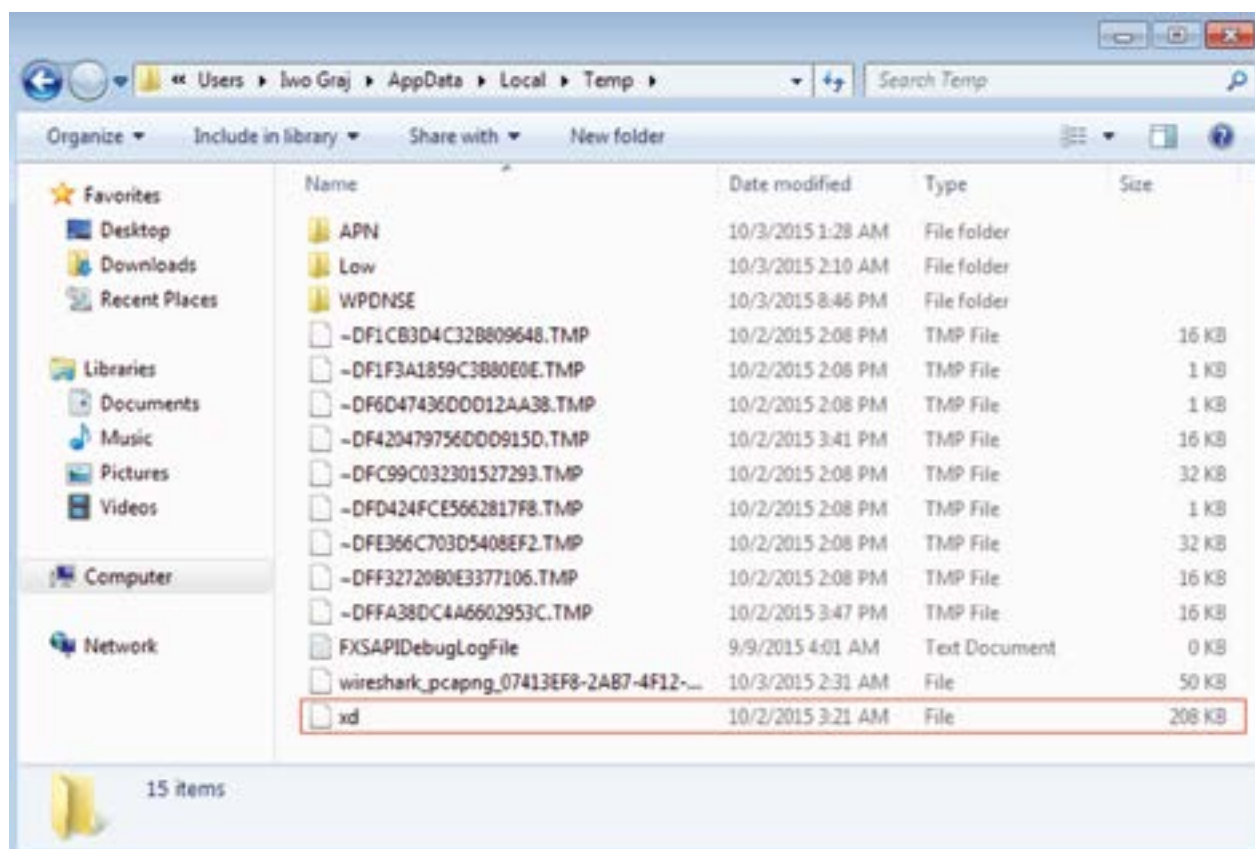 « Users ▸ Iwo Graj ▸ AppData ▸ Local ▸ Temp ▸ Search Temp
Organize Include in library Share with New folder
Favorites
Desktop
Downloads
Recent Places
Libraries
Documents
Music
Pictures
Videos
Computer
Network
Name Date modified Type Size
APN 10/3/2015 1:28 AM File folder
Low 10/3/2015 2:10 AM File folder
WPDNSE 10/3/2015 8:46 PM File folder
~DF1CB3D4C32B809648.TMP 10/2/2015 2:08 PM TMP File 16 KB
~DF1F3A1859C3B80E0E.TMP 10/2/2015 2:08 PM TMP File 1 KB
~DF6D47436DDD12AA38.TMP 10/2/2015 2:08 PM TMP File 1 KB
~DF420479756DDD915D.TMP 10/2/2015 3:41 PM TMP File 16 KB
~DFC99C032301527293.TMP 10/2/2015 2:08 PM TMP File 32 KB
~DFD424FCE5662817FB.TMP 10/2/2015 2:08 PM TMP File 1 KB
~DFE366C703D5408EF2.TMP 10/2/2015 2:08 PM TMP File 32 KB
~DFF32720B0E3377106.TMP 10/2/2015 2:08 PM TMP File 16 KB
~DFFA38DC4A6602953C.TMP 10/2/2015 3:47 PM TMP File 16 KB
FXSAPIDebugLogFile 9/9/2015 4:01 AM Text Document 0 KB
wireshark_pcapng_07413EF8-2AB7-4F12-... 10/3/2015 2:31 AM File 50 KB
xd 10/2/2015 3:21 AM File 208 KB
15 items